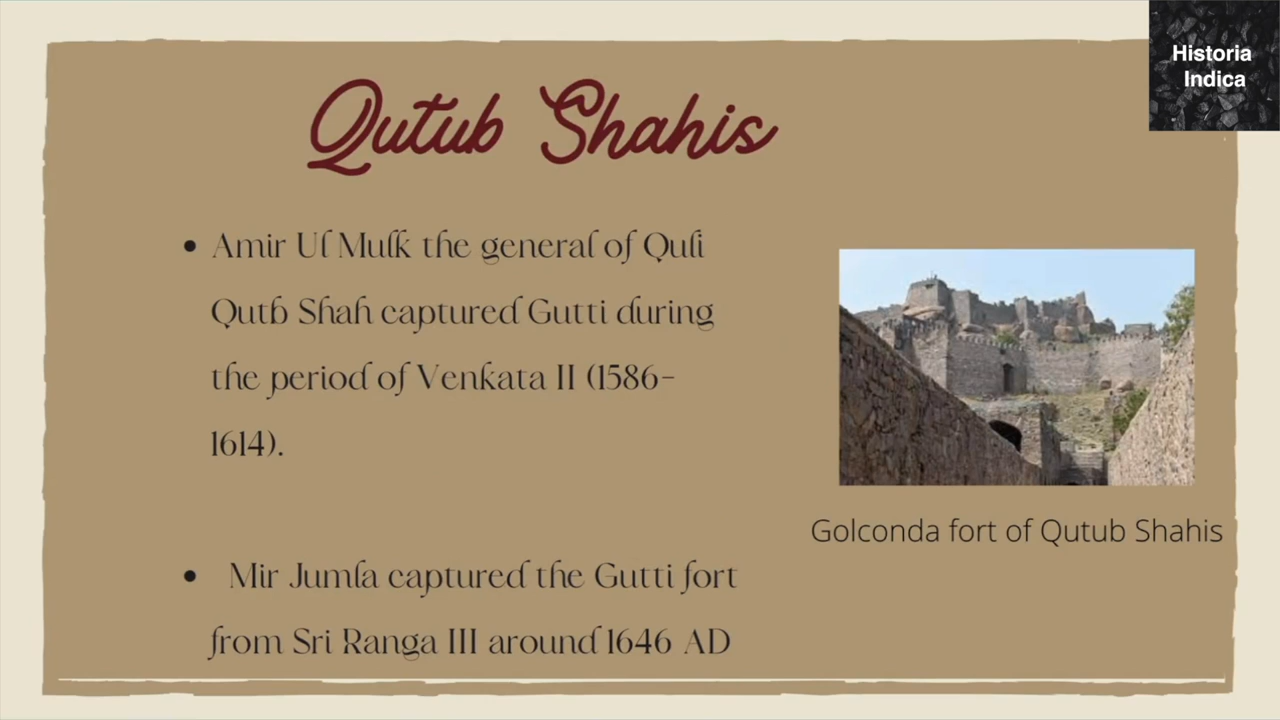 Historia
Indica
Qutub Shahis
• Amir Ul Mulk the general of Quli
Qutb Shah captured Gutti during
the period of Venkata II (1586-
1614).
• Mir Jumla captured the Gutti fort
from Sri Ranga III around 1646 AD
Golconda fort of Qutub Shahis